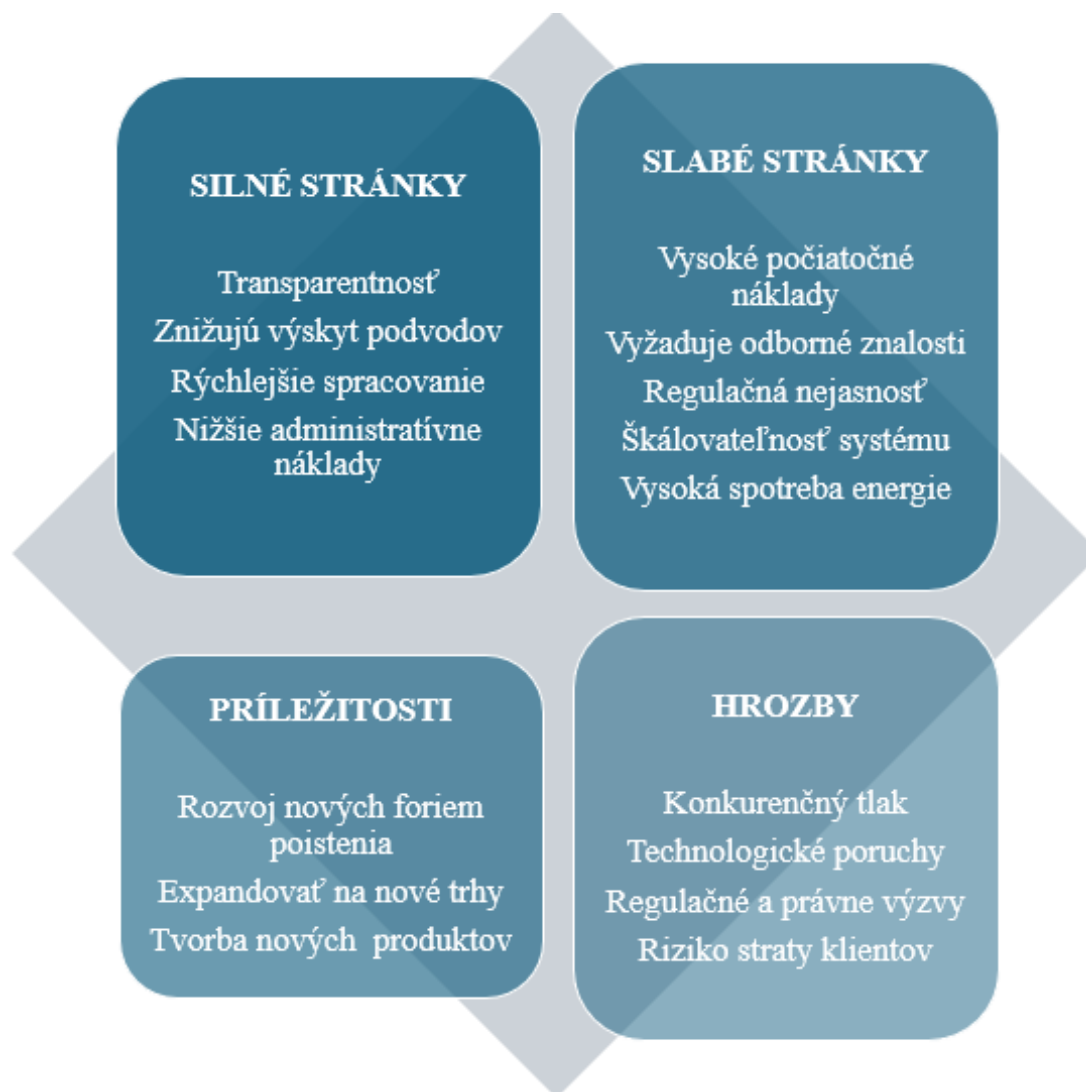 SILNÉ STRÁNKY
Transparentnosť
Znižujú výskyt podvodov
Rýchlejšie spracovanie
Nižšie administratívne
náklady
SLABÉ STRÁNKY
Vysoké počiatočné
náklady
Vyžaduje odborné znalosti
Regulačná nejasnosť
Škálovateľnosť systému
Vysoká spotreba energie
PRÍLEŽITOSTI
Rozvoj nových foriem
poistenia
Expandovať na nové trhy
Tvorba nových  produktov
HROZBY
Konkurenčný tlak
Technologické poruchy
Regulačné a právne výzvy
Riziko straty klientov